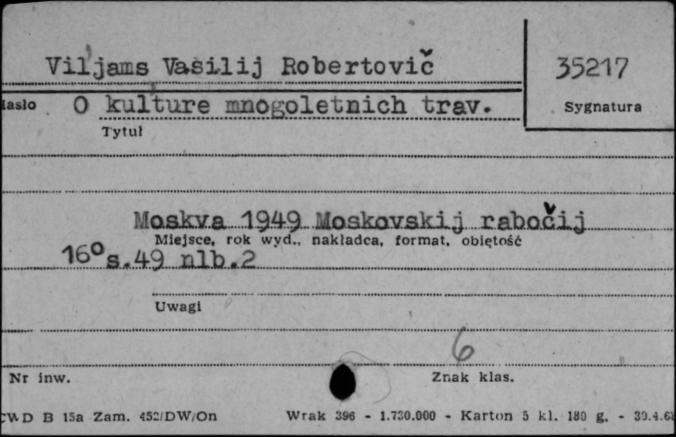 Viljams Vasilij Robertovič
35217
Hasło O kulture mnogoletnich trav.
Sygnatura
Tytuł
Moskva 1949 Moskovskij rabočij
Miejsce, rok wyd., nakładca, format, objętość
16° s.49 nlb.2
Uwagi
6
Nr inw.
Znak klas.
CWD B 15a Zam. 452/DW/On Wrak 396 - 1.730.000 - Karton 5 kl. 180 g. - 30.4.68